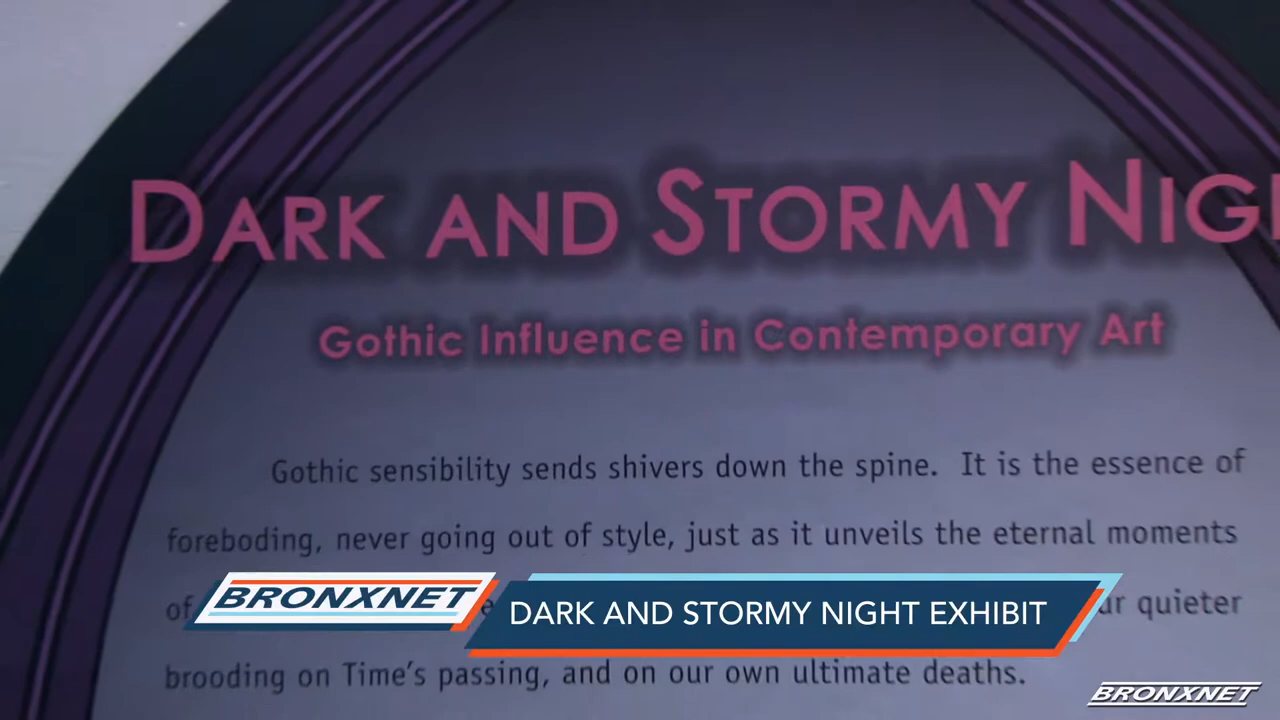 DARK AND STORMY NIG
Gothic Influence in Contemporary Art
Gothic sensibility sends shivers down the spine. It is the essence of
foreboding, never going out of style, just as it unveils the eternal moments
of quieter
brooding on Time's passing, and on our own ultimate deaths.
BRONXNET
DARK AND STORMY NIGHT EXHIBIT
BRONXNET